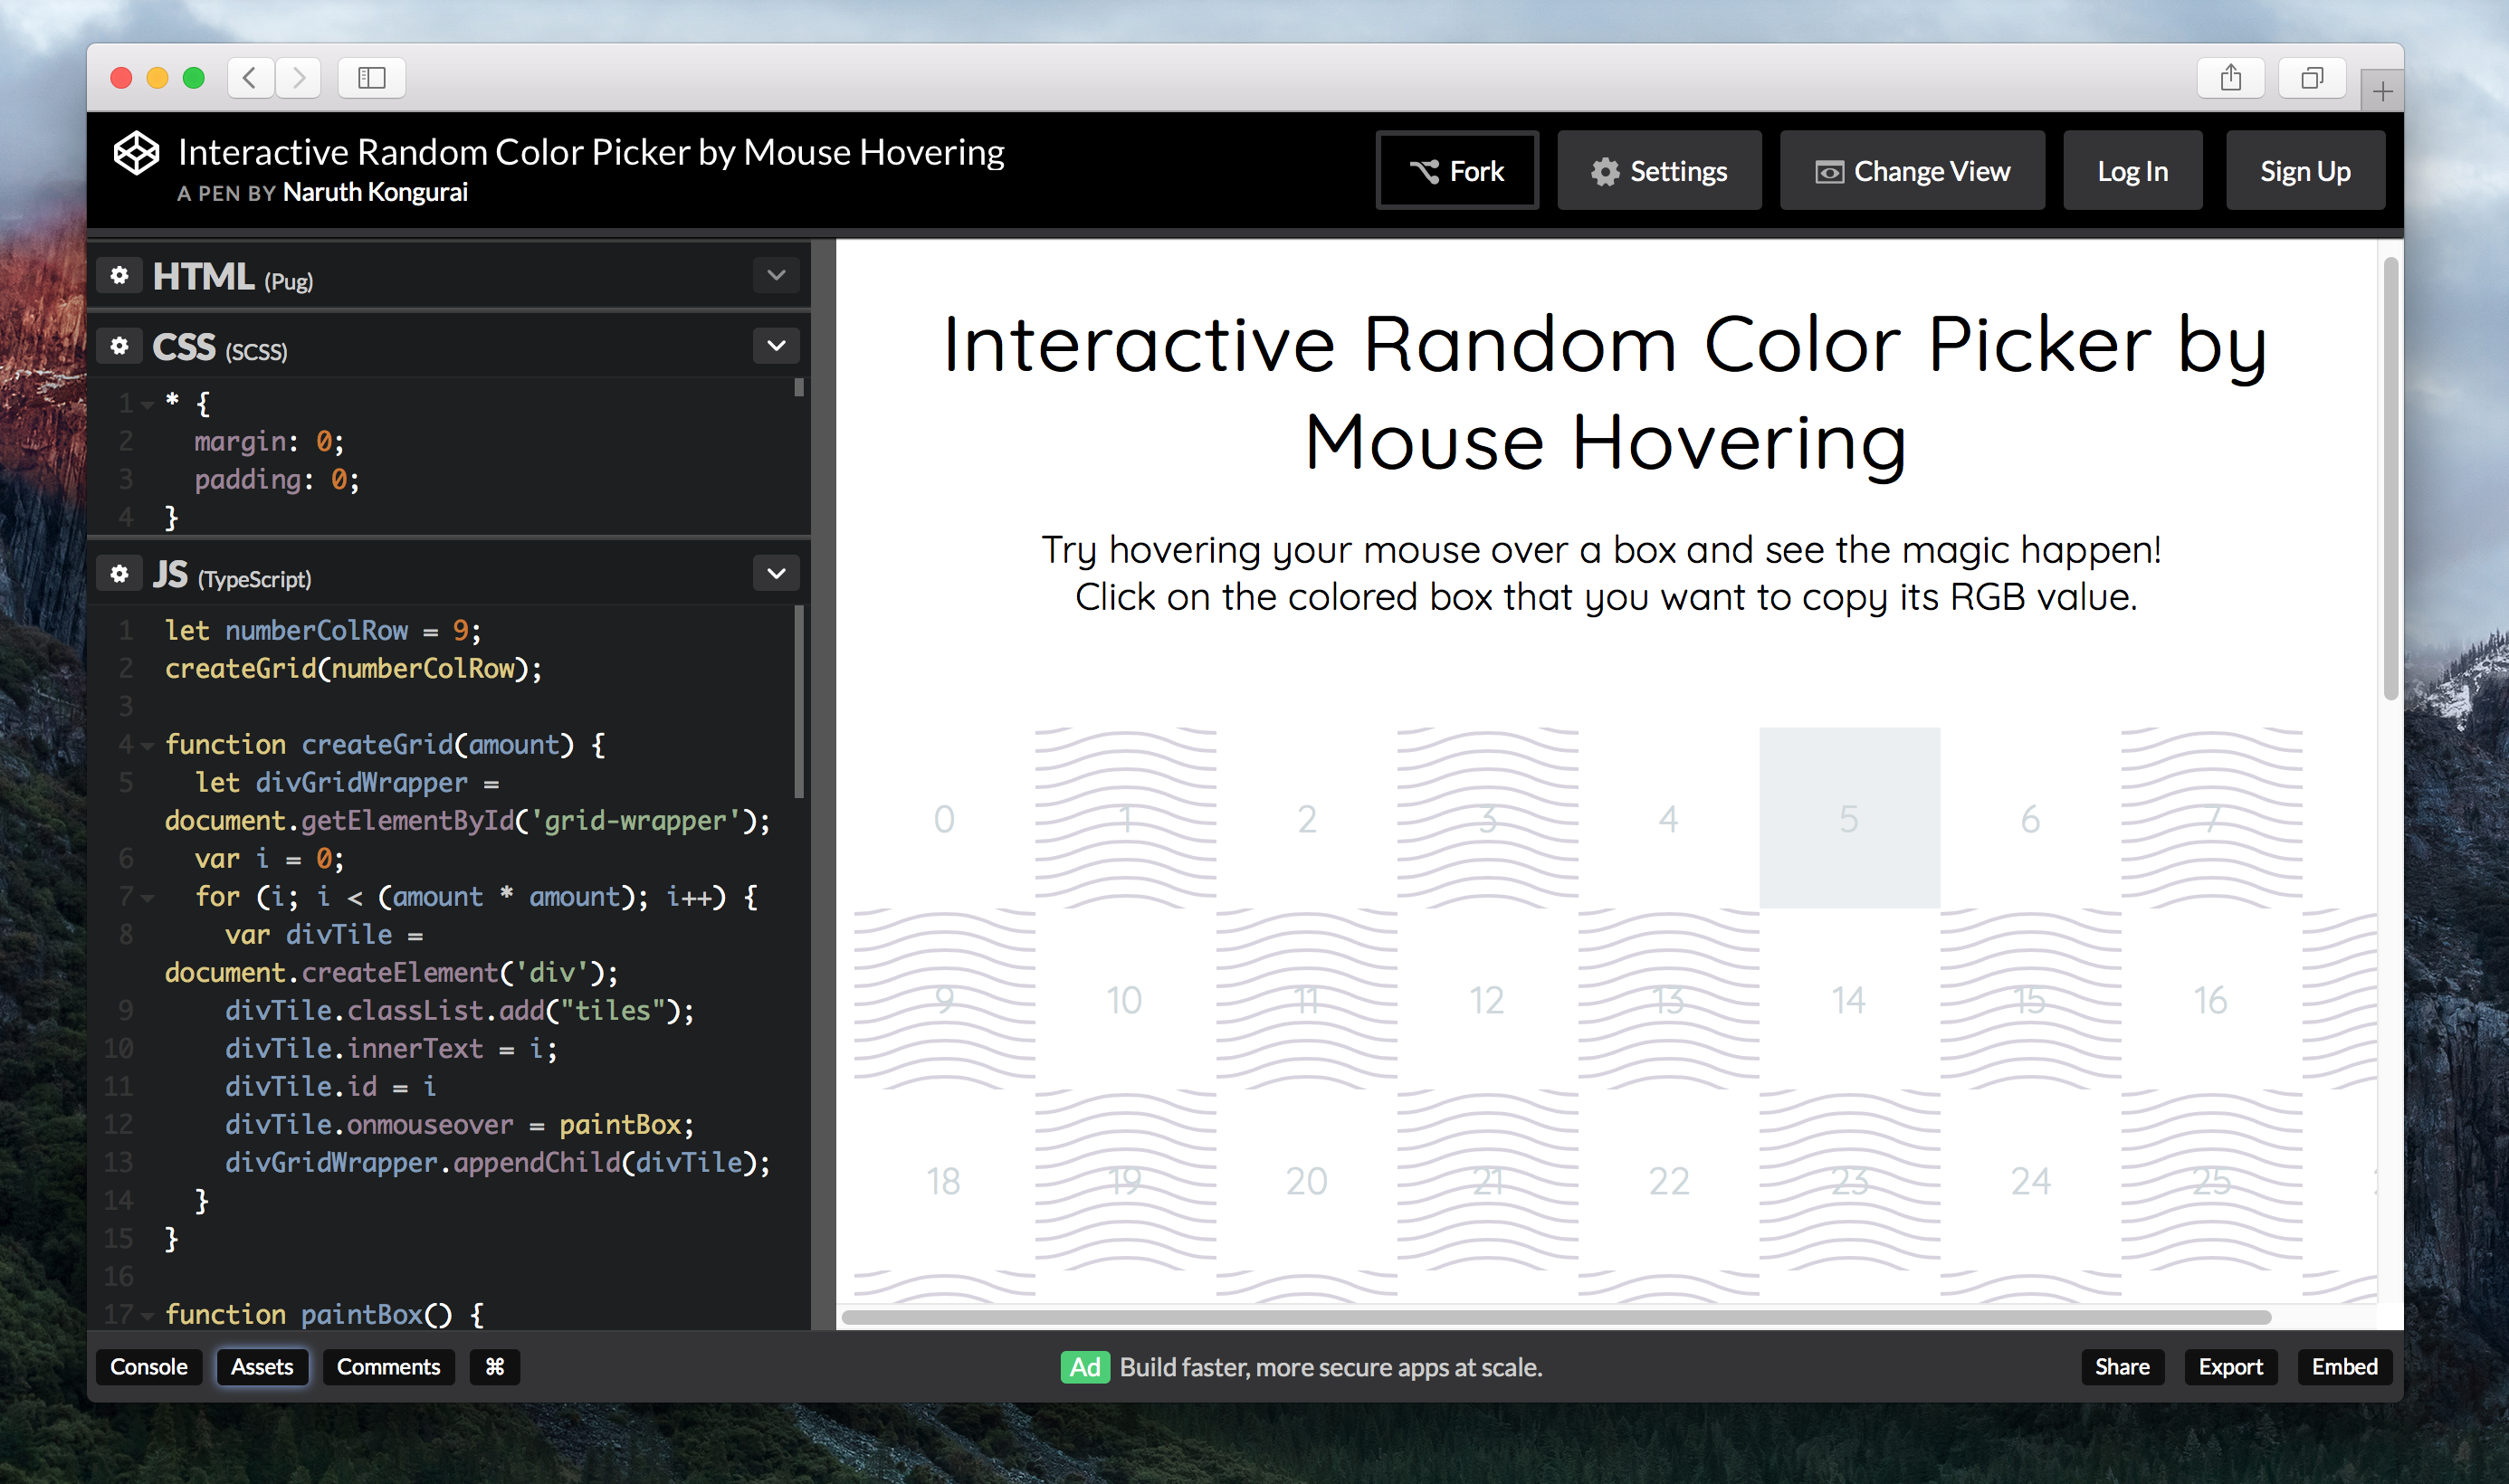 Interactive Random Color Picker by Mouse Hovering
A PEN BY Naruth Kongurai
Fork
Settings
Change View
Log In
Sign Up
HTML (Pug)
CSS (SCSS)
1 * {
2 margin: 0;
3 padding: 0;
4 }
JS (TypeScript)
1 let numberColRow = 9;
2 createGrid(numberColRow);
3
4 function createGrid(amount) {
5 let divGridWrapper =
document.getElementById('grid-wrapper');
6 var i = 0;
7 for (i; i < (amount * amount); i++) {
8 var divTile =
document.createElement('div');
9 divTile.classList.add("tiles");
10 divTile.innerText = i;
11 divTile.id = i
12 divTile.onmouseover = paintBox;
13 divGridWrapper.appendChild(divTile);
14 }
15 }
16
17 function paintBox() {
Interactive Random Color Picker by
Mouse Hovering
Try hovering your mouse over a box and see the magic happen!
Click on the colored box that you want to copy its RGB value.
0 1 2 3 4 5 6 7
9 10 11 12 13 14 15 16
18 19 20 21 22 23 24 25
Console
Assets
Comments
⌘
Ad Build faster, more secure apps at scale.
Share
Export
Embed